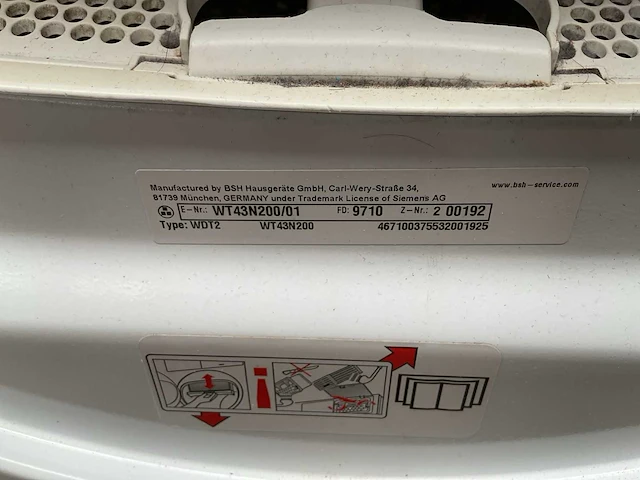 Manufactured by BSH Hausgeräte GmbH, Carl-Wery-Straße 34,
81739 München, GERMANY under Trademark License of Siemens AG
www.bsh-service.com
E-Nr.: WT43N200/01 FD: 9710 Z-Nr.: 2 00192
Type: WDT2 WT43N200 467100375532001925